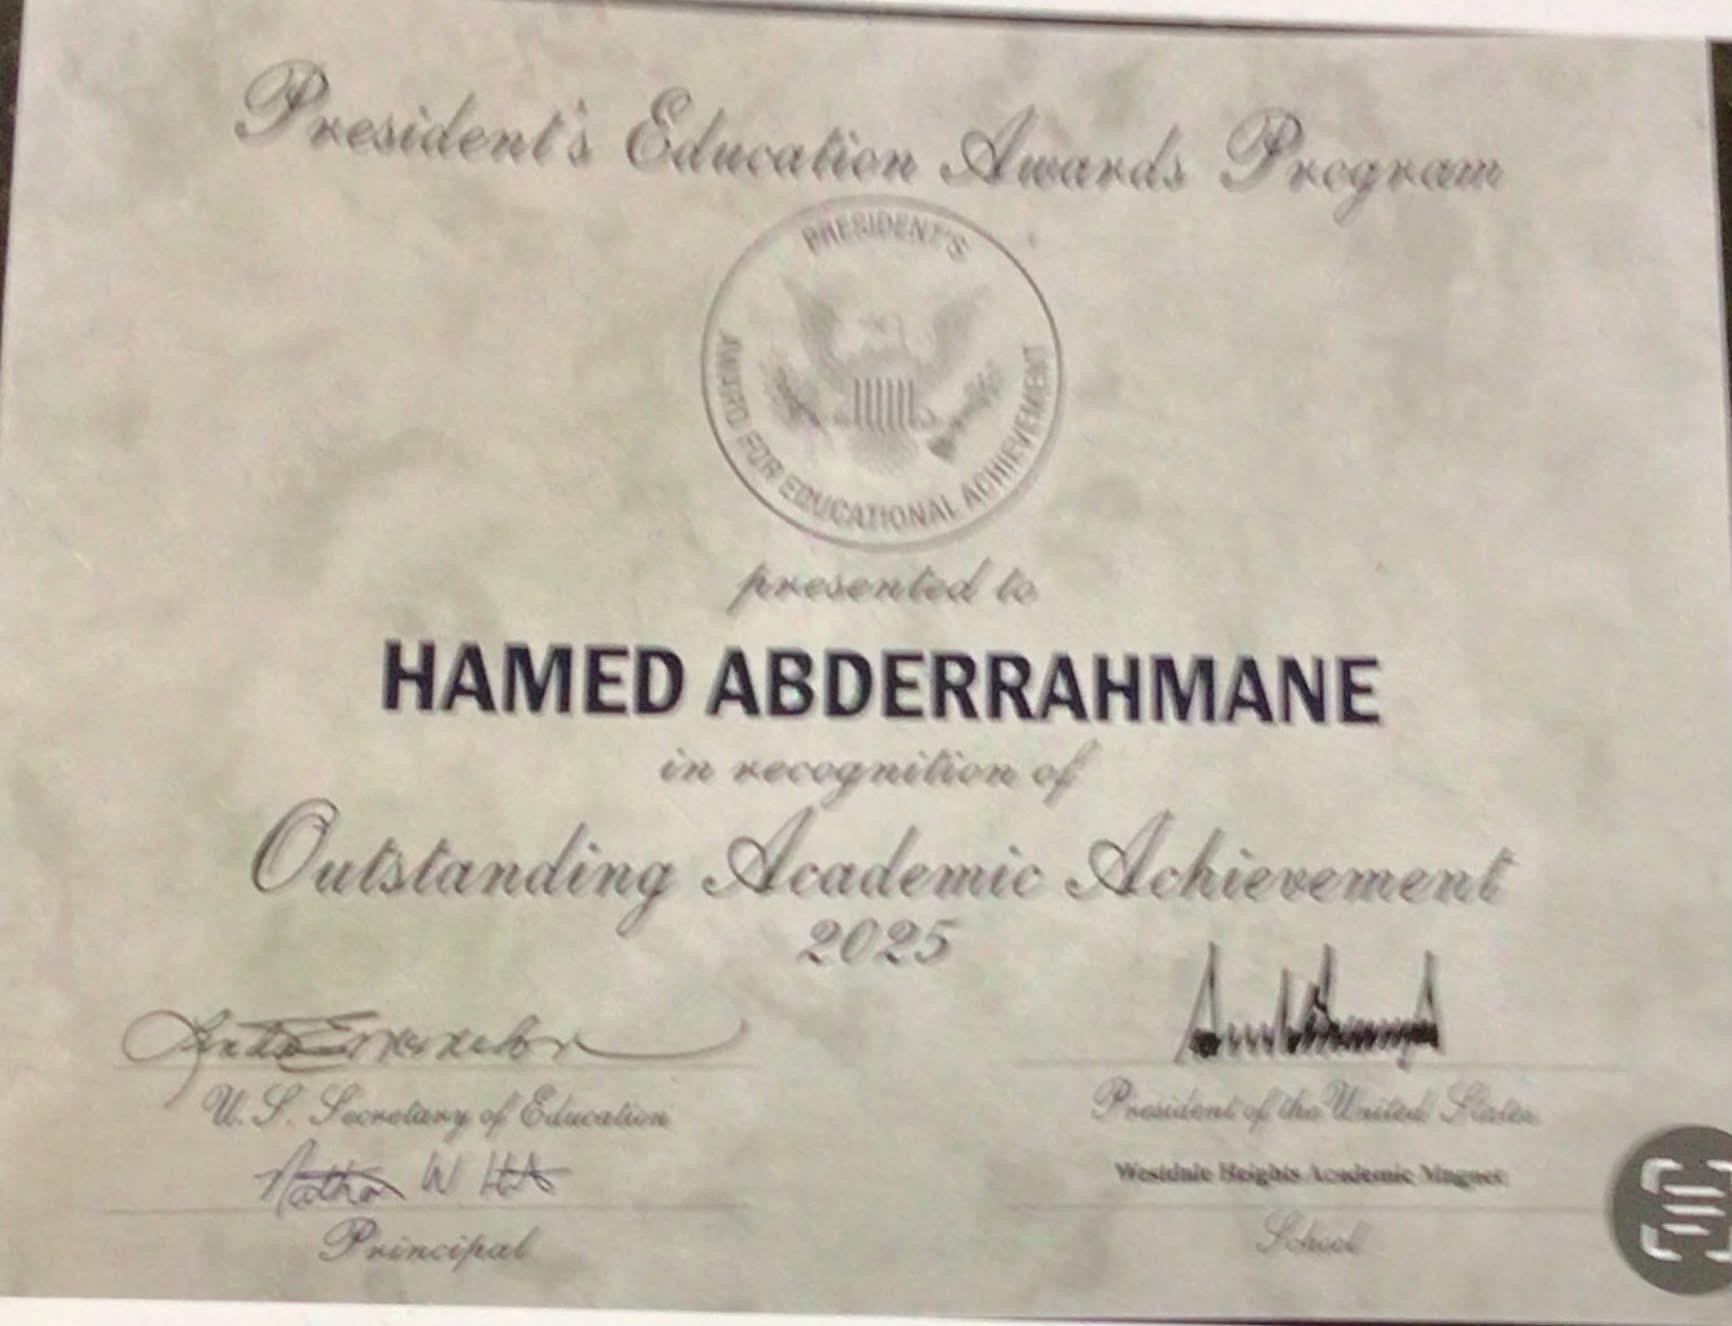 President's Education Awards Program
PRESIDENT'S
AWARD FOR EDUCATIONAL ACHIEVEMENT
presented to
HAMED ABDERRAHMANE
in recognition of
Outstanding Academic Achievement
2025
U.S. Secretary of Education
President of the United States
Westdale Heights Academic Magnet
Principal
School